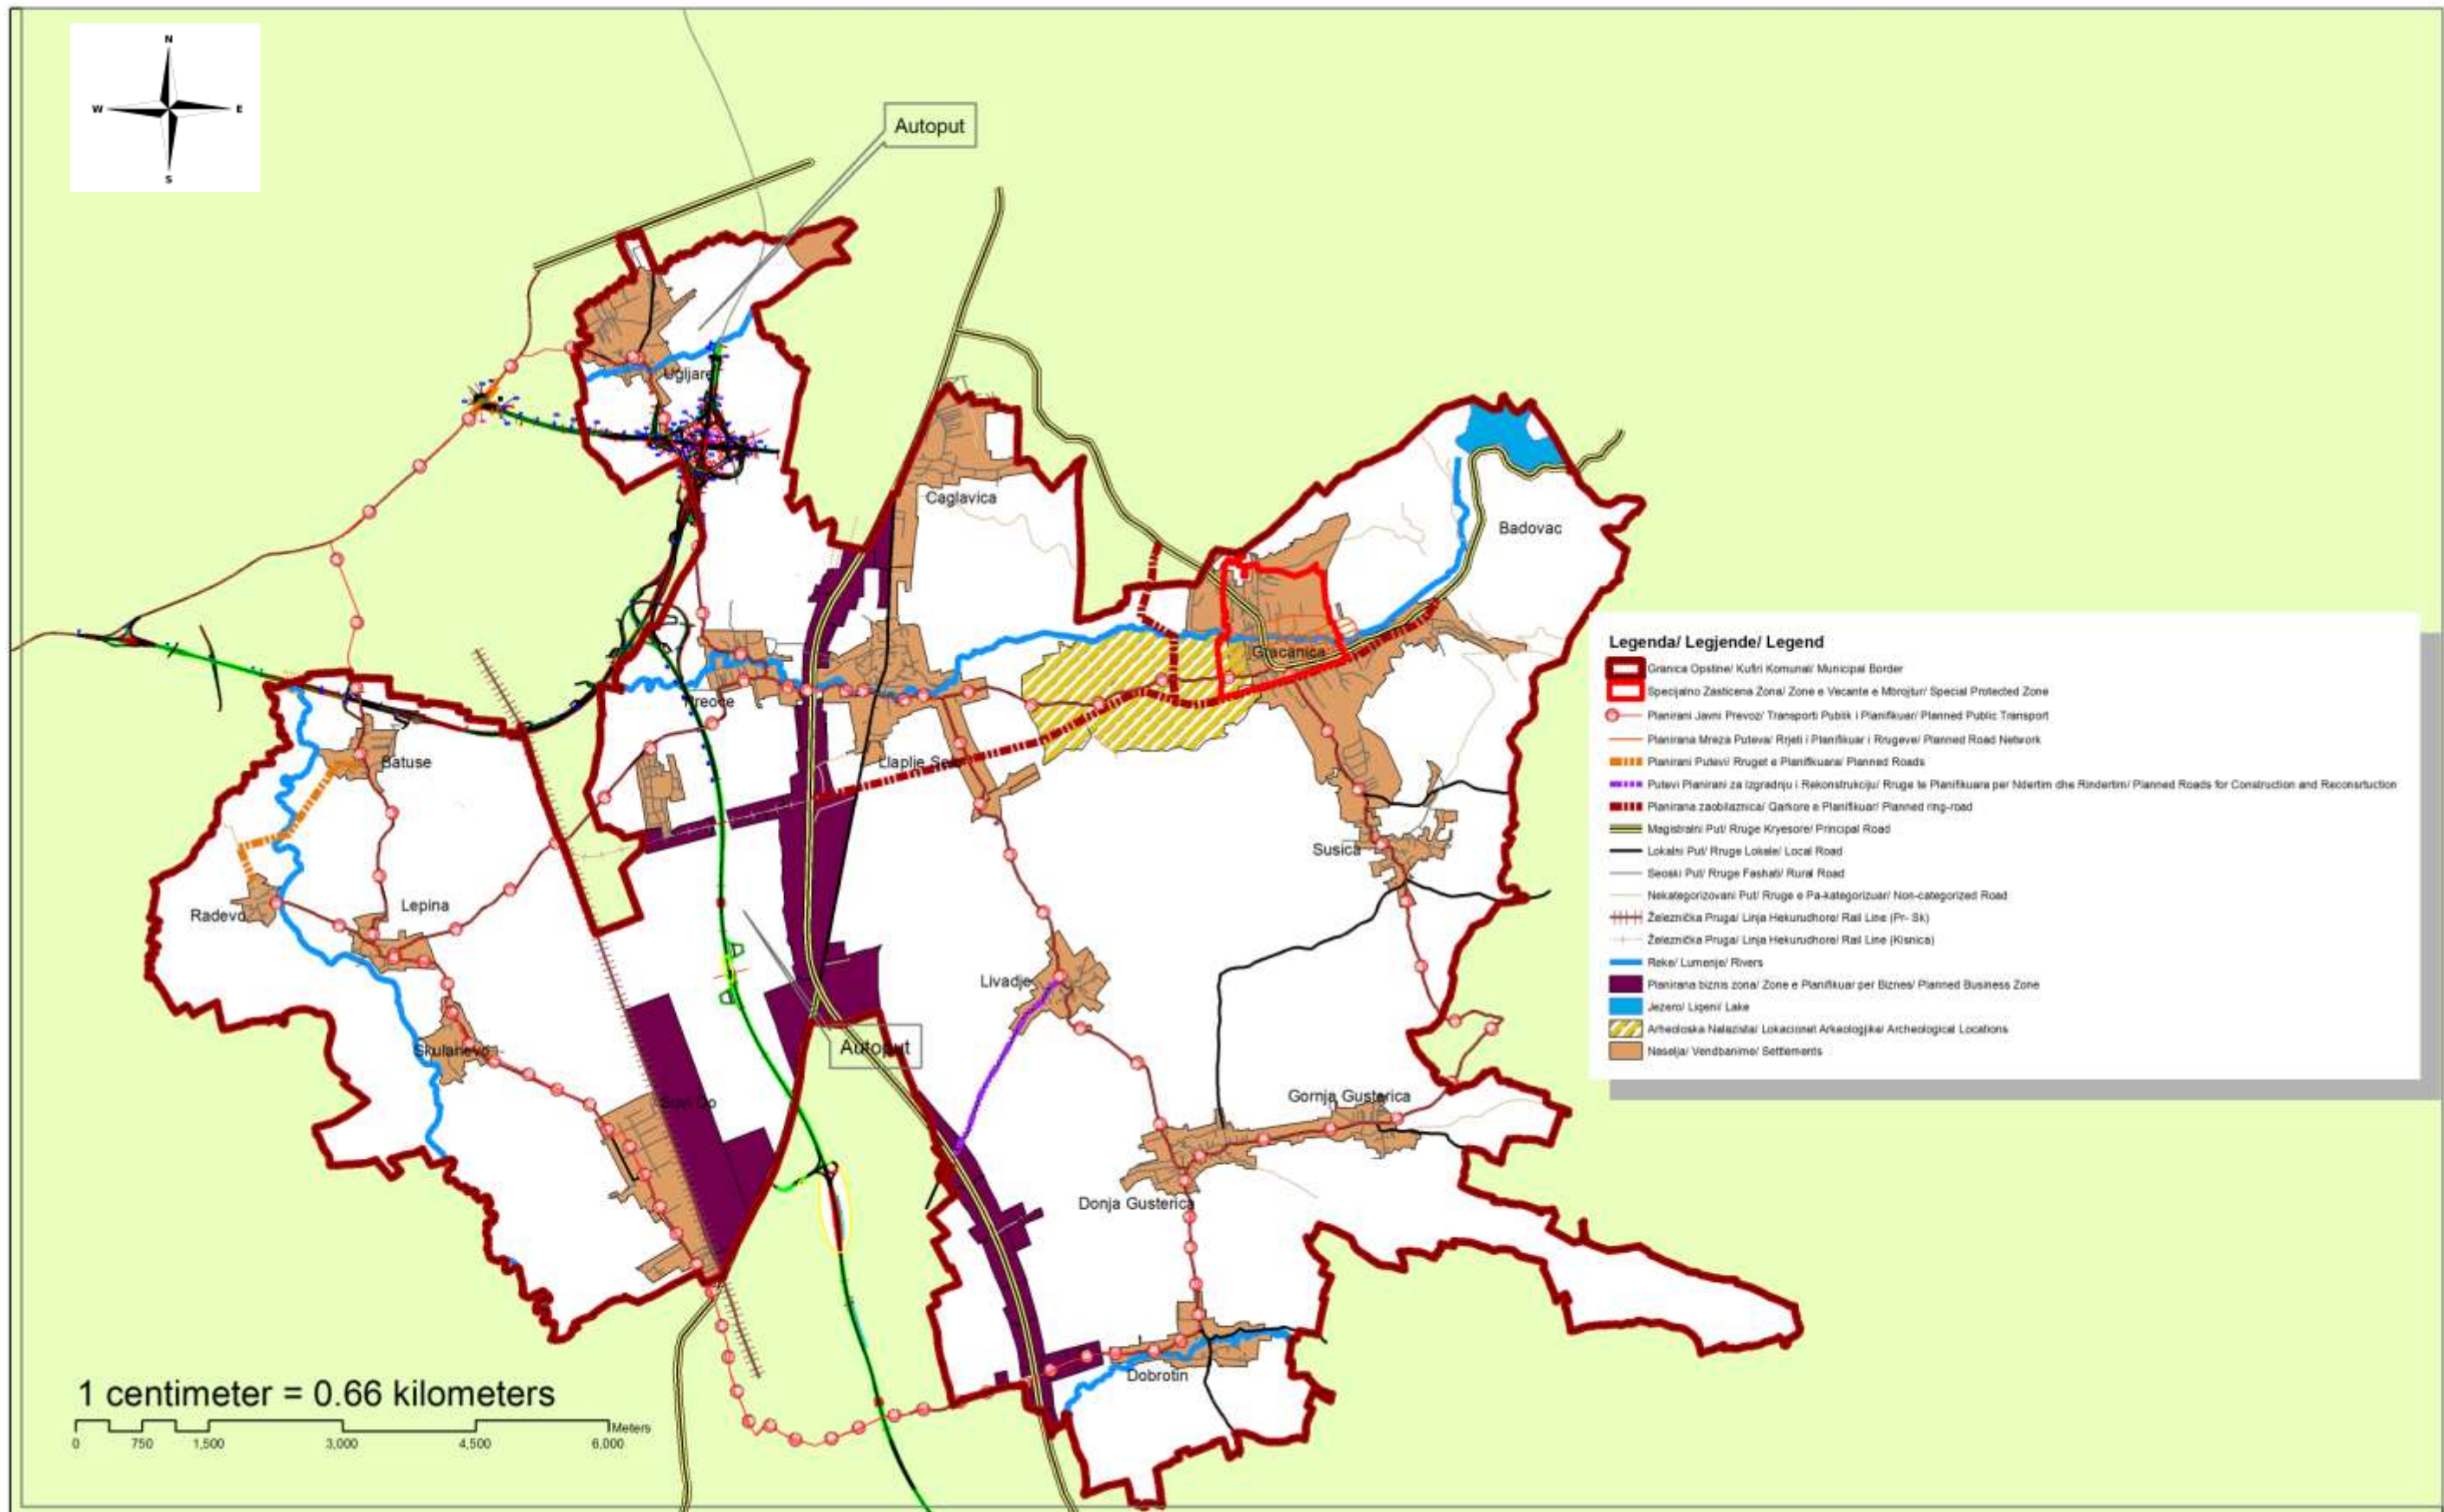 N
W E
S
Autoput
Ugljare
Caglavica
Badovac
Gracanica
Preoce
Batuse
Llaplje Selo
Susica
Radevo
Lepina
Livadje
Skulanevo
Autoput
Suvi Do
Gornja Gusterica
Donja Gusterica
Dobrotin
Legenda/ Legjende/ Legend
Granica Opstine/ Kufiri Komunal/ Municipal Border
Specijalno Zasticena Zona/ Zone e Vecante e Mbrojtur/ Special Protected Zone
Planirani Javni Prevoz/ Transporti Publik i Planifikuar/ Planned Public Transport
Planirana Mreza Puteva/ Rrjeti i Planifikuar i Rrugeve/ Planned Road Network
Planirani Putevi/ Rruget e Planifikuara/ Planned Roads
Putevi Planirani za Izgradnju i Rekonstrukciju/ Rruge te Planifikuara per Ndertim dhe Rindertim/ Planned Roads for Construction and Reconsrtuction
Planirana zaobilaznica/ Qarkore e Planifikuar/ Planned ring-road
Magistralni Put/ Rruge Kryesore/ Principal Road
Lokalni Put/ Rruge Lokale/ Local Road
Seoski Put/ Rruge Fashati/ Rural Road
Nekategorizovani Put/ Rruge e Pa-kategorizuar/ Non-categorized Road
Železnička Pruga/ Linja Hekurudhore/ Rail Line (Pr- Sk)
Železnička Pruga/ Linja Hekurudhore/ Rail Line (Kisnica)
Reke/ Lumenje/ Rivers
Planirana biznis zona/ Zone e Planifikuar per Biznes/ Planned Business Zone
Jezero/ Liqeni/ Lake
Arheoloska Nalazista/ Lokacionet Arkeologjike/ Archeological Locations
Naselja/ Vendbanime/ Settlements
1 centimeter = 0.66 kilometers
Meters
0 750 1,500 3,000 4,500 6,000